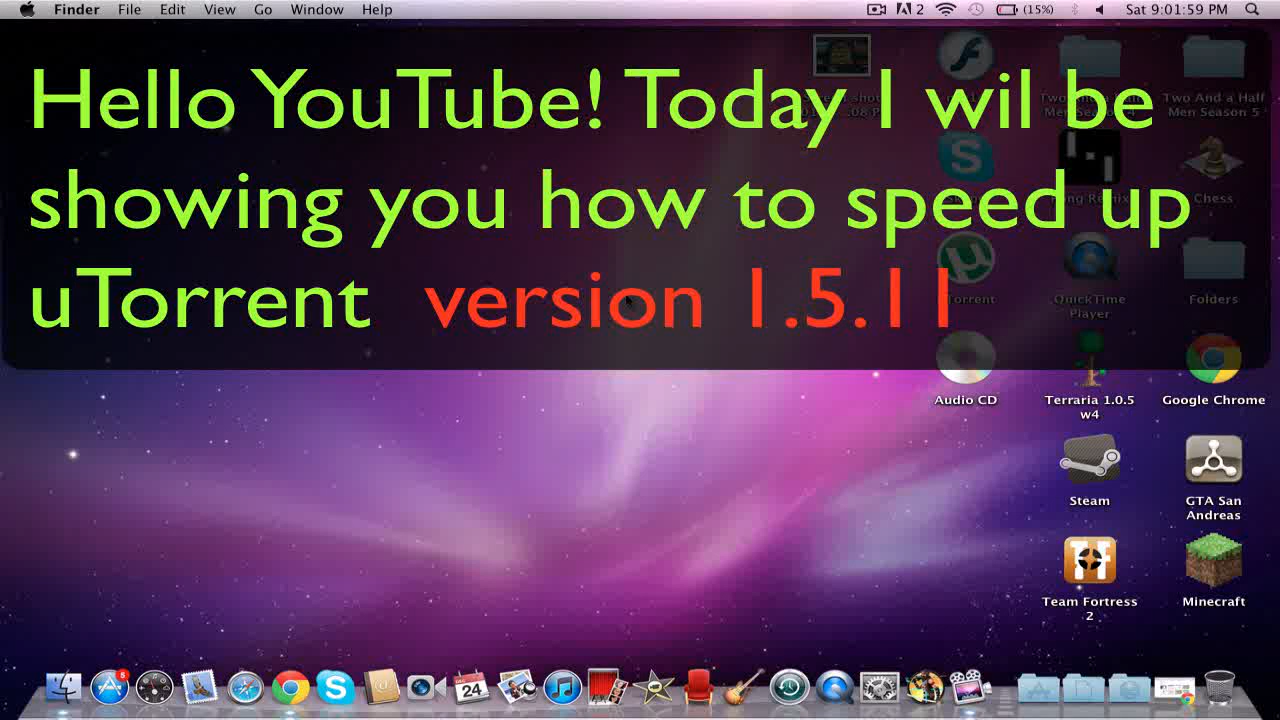 Finder File Edit View Go Window Help 2 (15%) Sat 9:01:59 PM
Hello YouTube! Today I wil be
showing you how to speed up
uTorrent version 1.5.11
Two And a Half
Men Season 5
Chess
QuickTime
Player
Folders
Audio CD
Terraria 1.0.5
w4
Google Chrome
Steam
GTA San
Andreas
Team Fortress
2
Minecraft
24